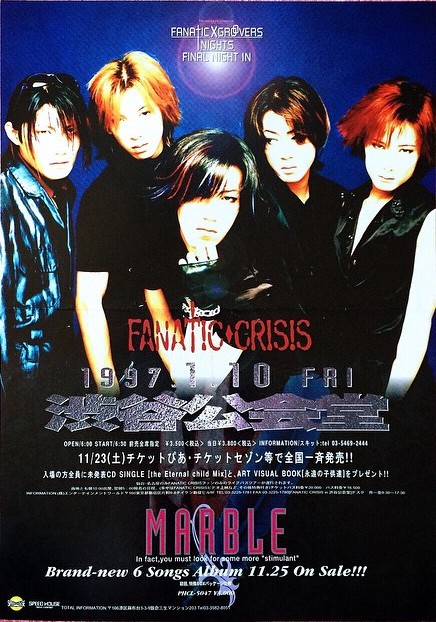 FANATIC XGROOVERS
NIGHTS
FINAL NIGHT IN
FANATIC◆CRISIS
1997.1.10 FRI
渋谷公会堂
OPEN/6:00 START/6:30 前売全席指定 ¥3,500<税込> 当日¥3,800<税込> INFORMATION/スキット:tel 03-5469-2444
11/23(土)チケットぴあ・チケットセゾン等で全国一斉発売!!
入場の方全員に未発表CD SINGLE [the Eternal child Mix]と、ART VISUAL BOOK[永遠の子供達]をプレゼント!!
MARBLE
In fact,you must look for some more "stimulant"
Brand-new 6 Songs Album 11.25 On Sale!!!
PHCL-5047
SPEED HOUSE
TOTAL INFORMATION